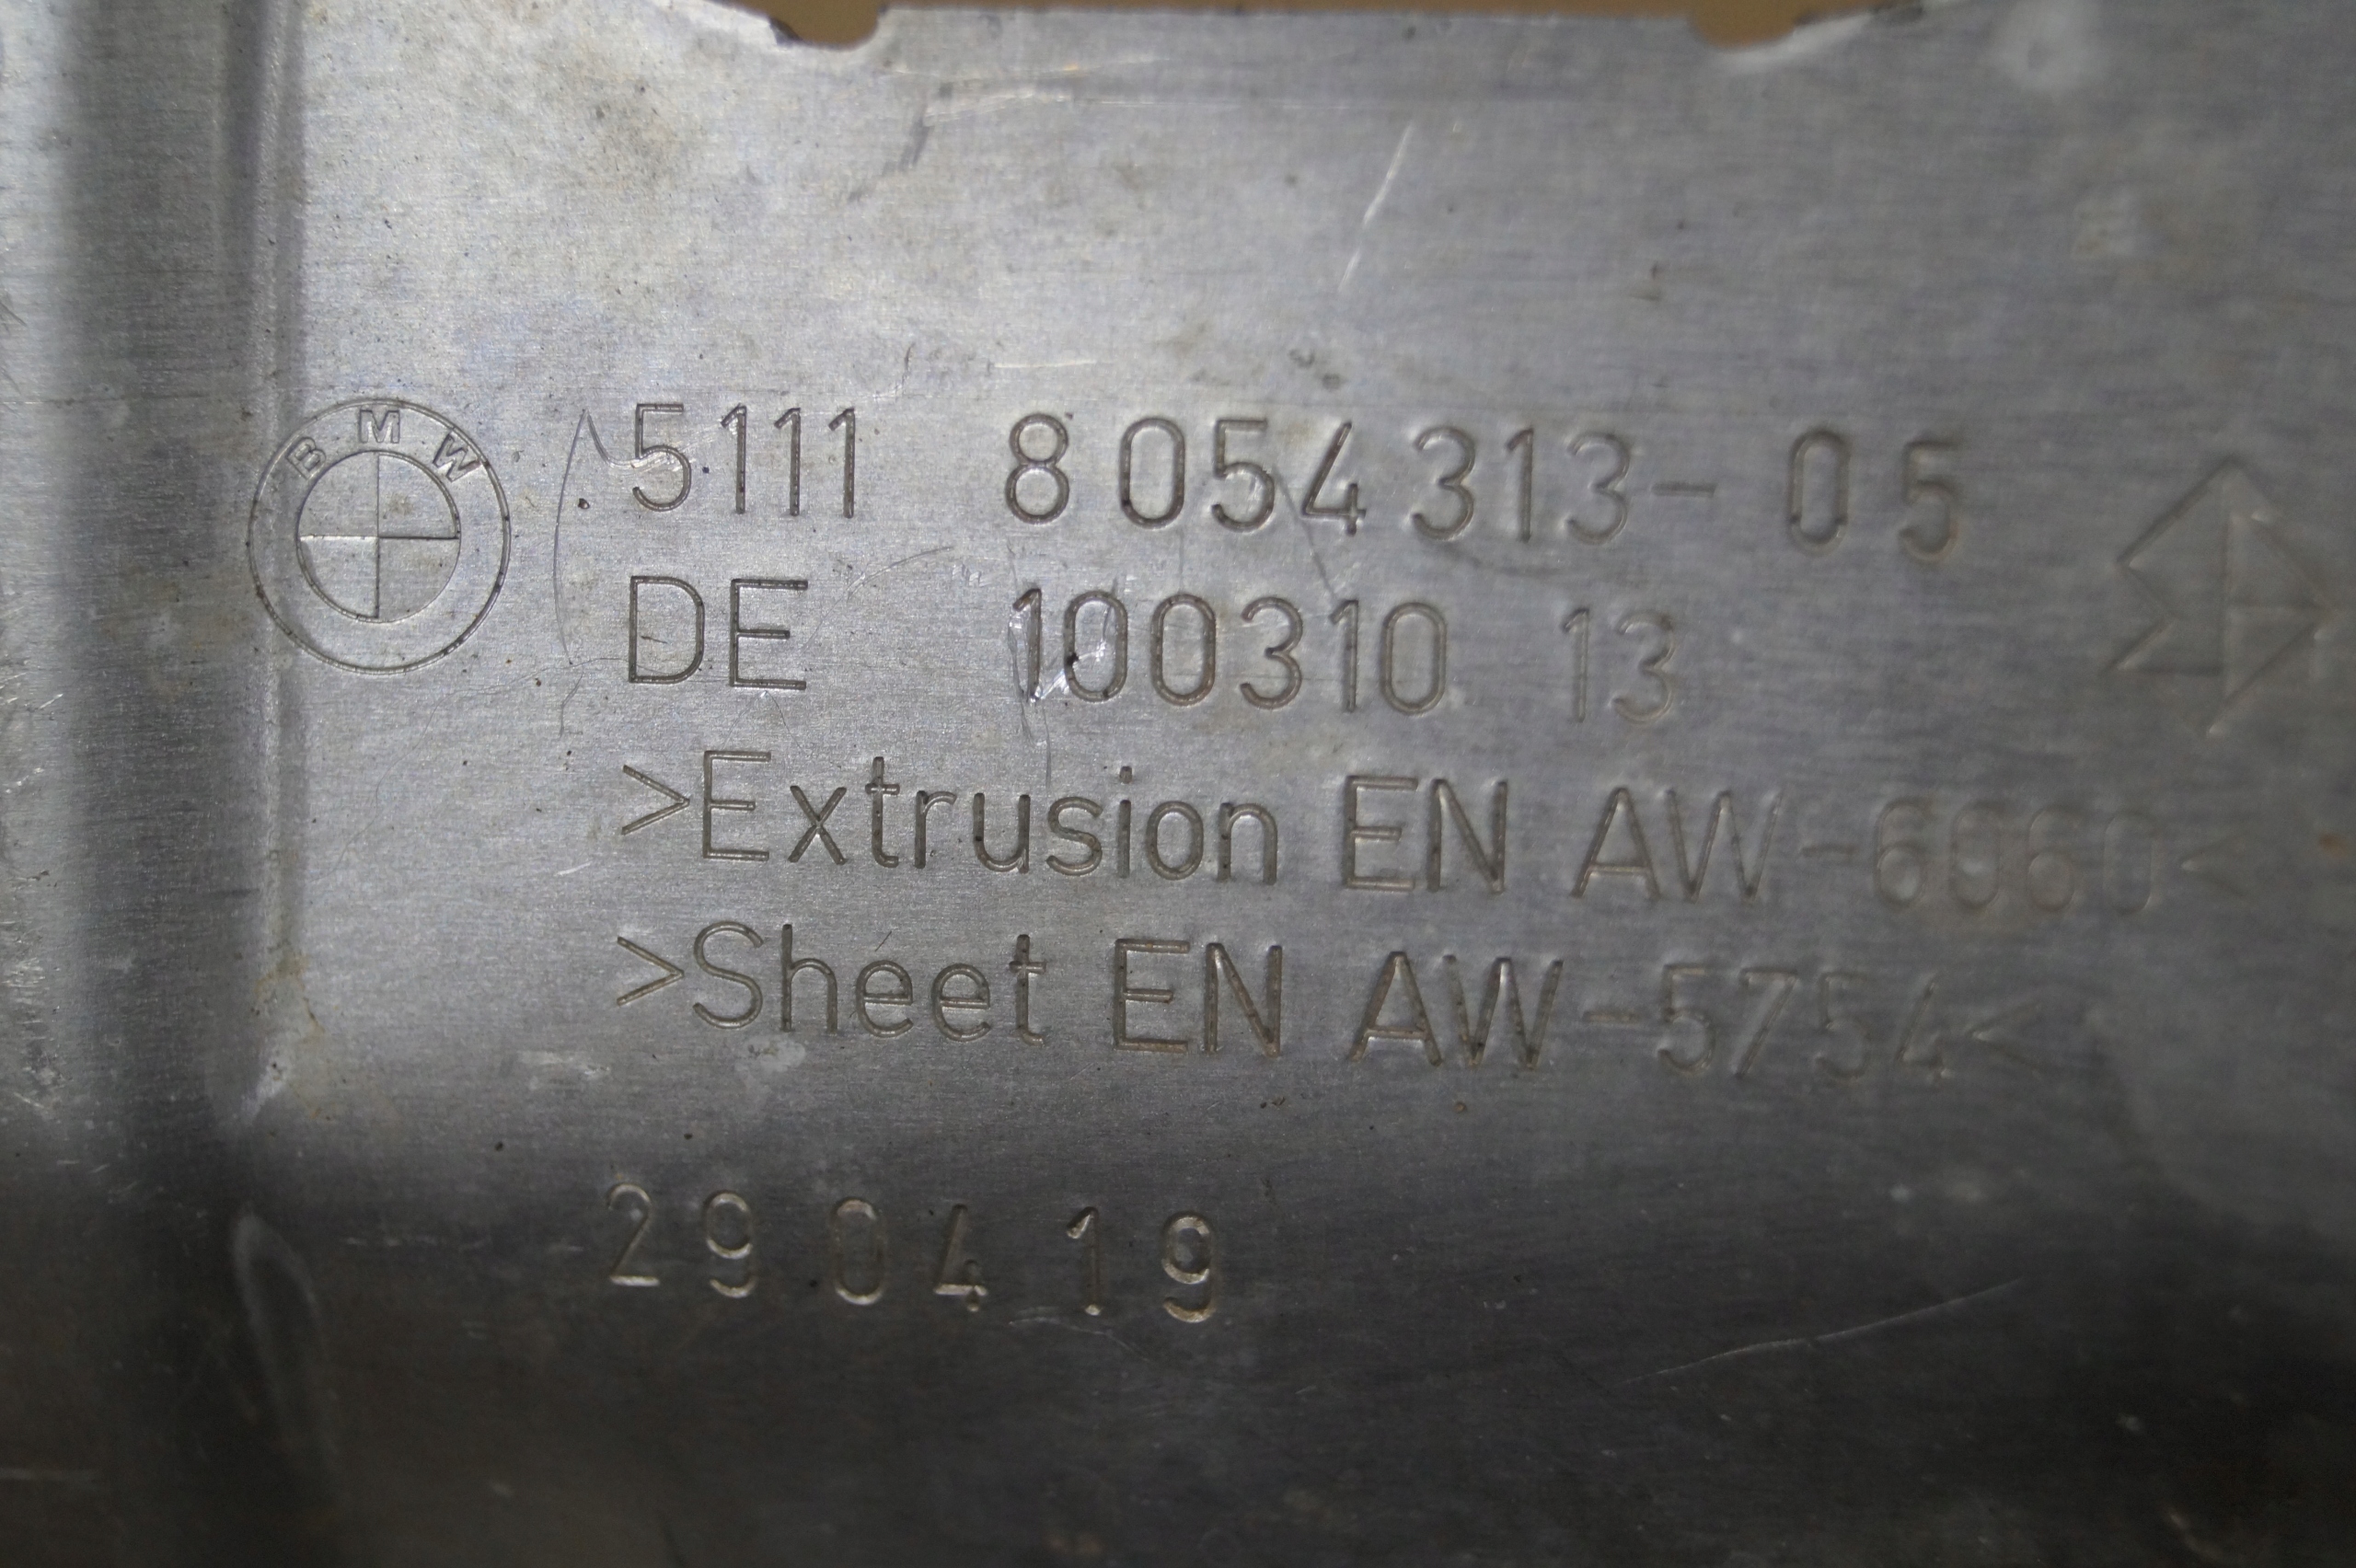 BMW
5111 8054313-05
DE 100310 13
>Extrusion EN AW-6060<
>Sheet EN AW-5754<
290419